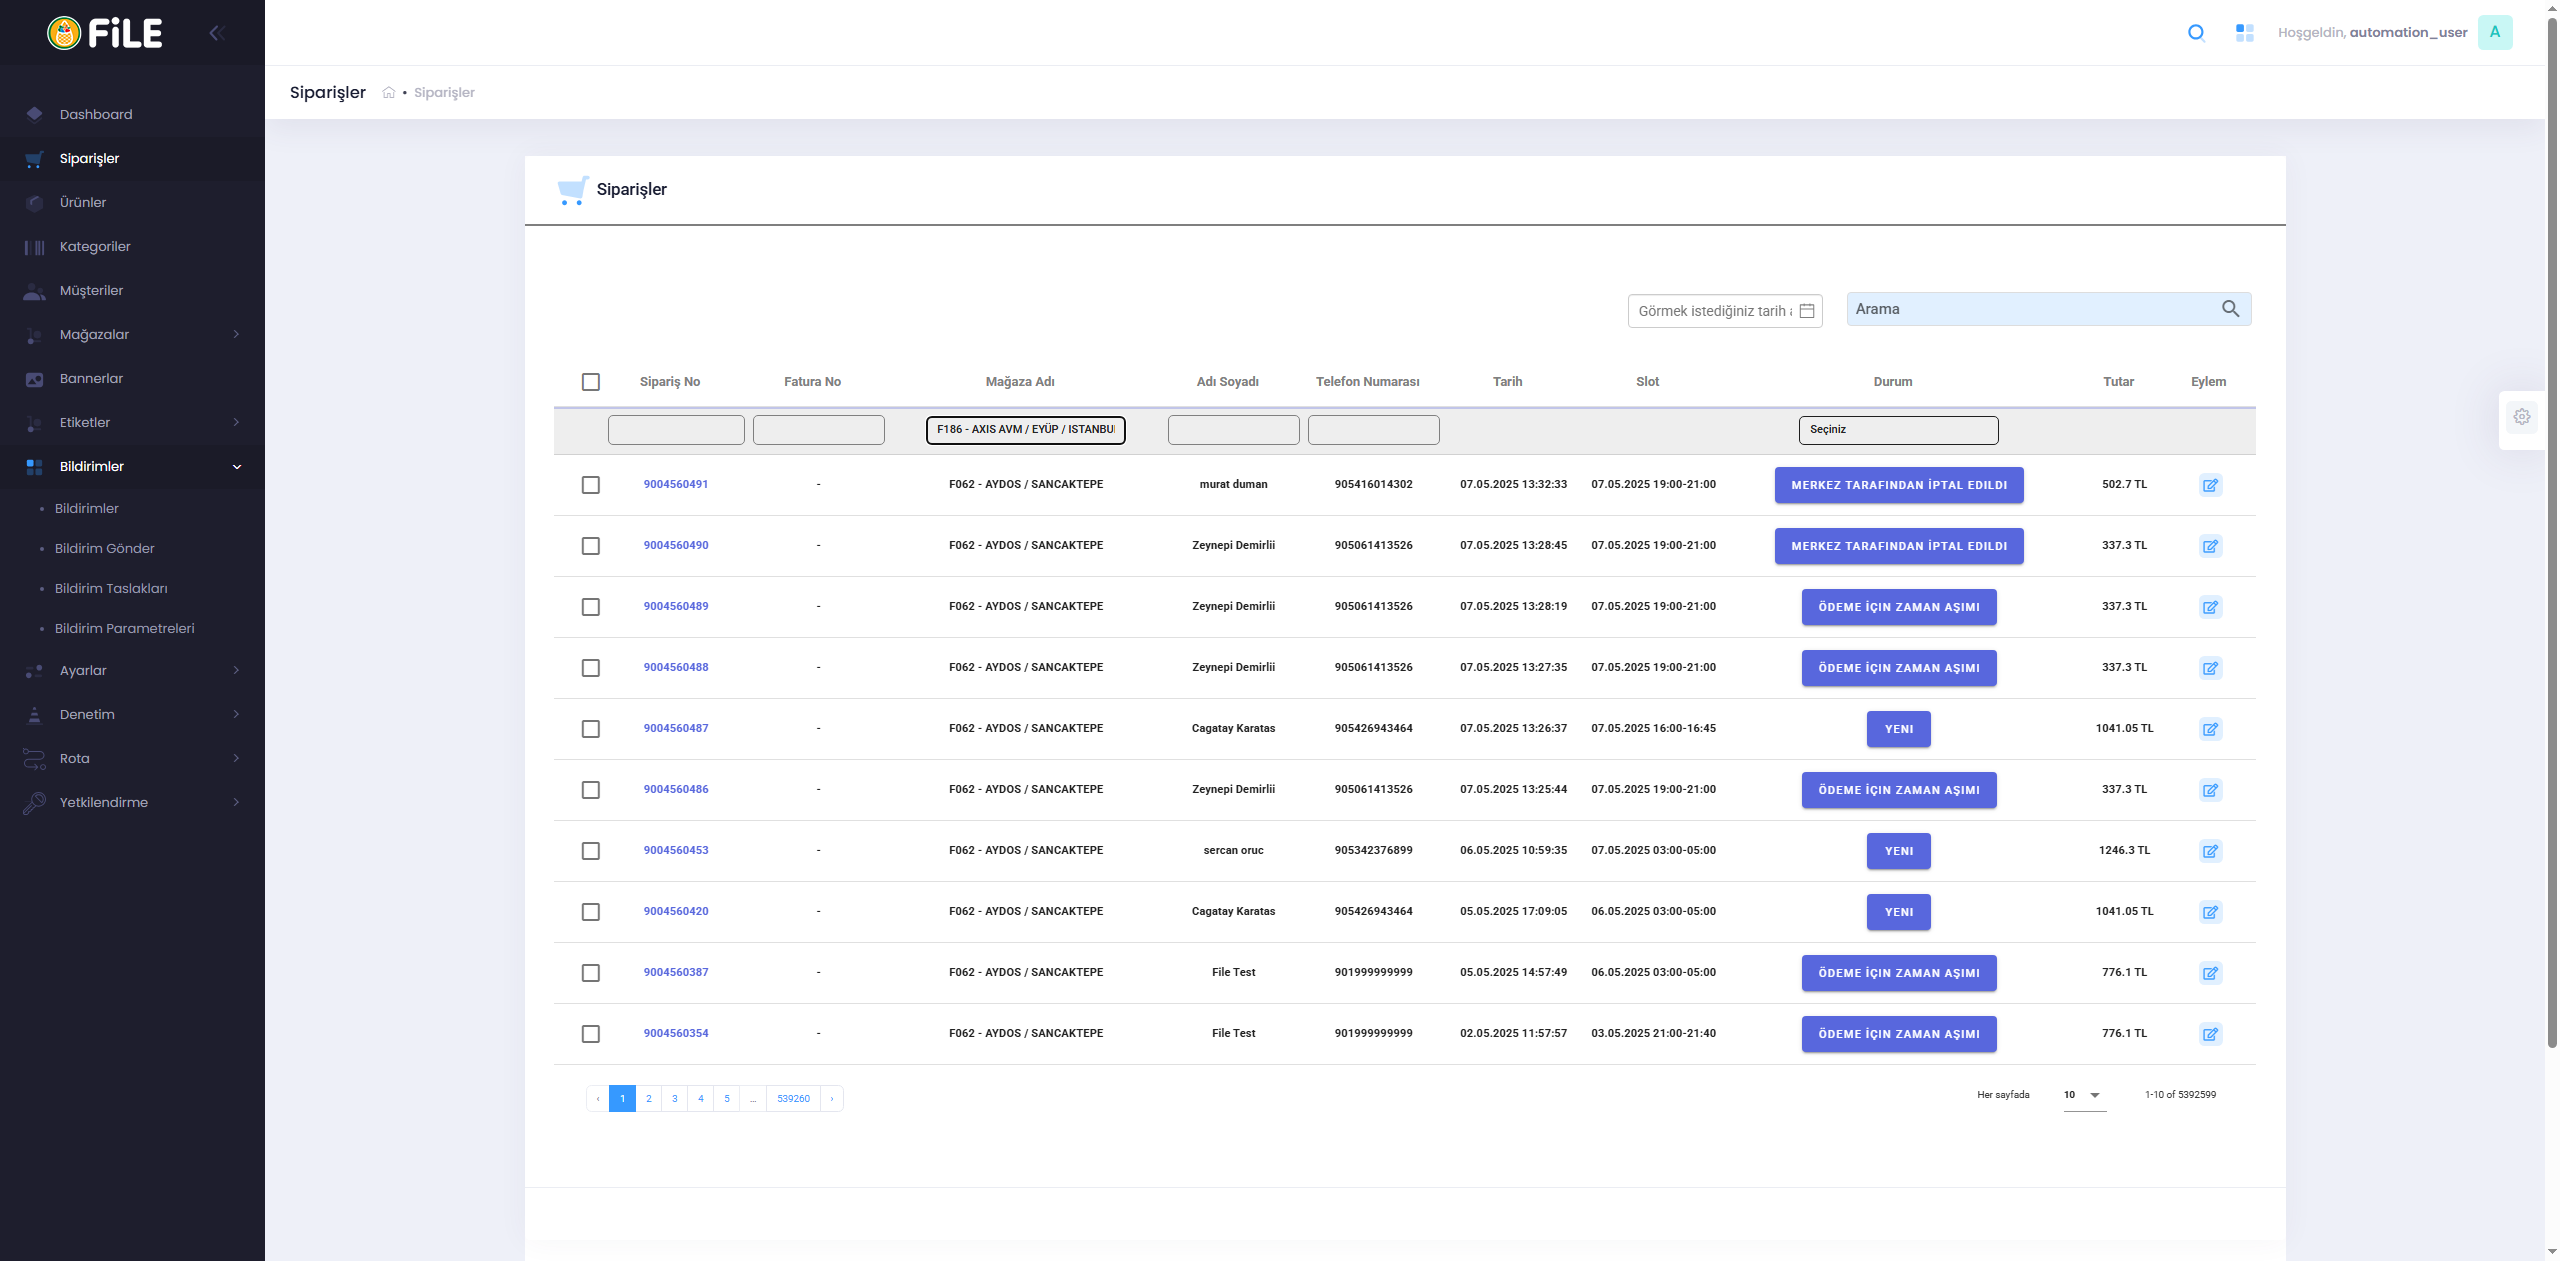 FiLE
Hoşgeldin, automation_user A
Siparişler • Siparişler
Dashboard
Siparişler
Ürünler
Kategoriler
Müşteriler
Mağazalar
Bannerlar
Etiketler
Bildirimler
• Bildirimler
• Bildirim Gönder
• Bildirim Taslakları
• Bildirim Parametreleri
Ayarlar
Denetim
Rota
Yetkilendirme
Siparişler
Görmek istediğiniz tarih
Arama
Sipariş No Fatura No Mağaza Adı Adı Soyadı Telefon Numarası Tarih Slot Durum Tutar Eylem
F186 - AXIS AVM / EYÜP / ISTANBU Seçiniz
9004560491 - F062 - AYDOS / SANCAKTEPE murat duman 905416014302 07.05.2025 13:32:33 07.05.2025 19:00-21:00 MERKEZ TARAFINDAN İPTAL EDILDI 502.7 TL
9004560490 - F062 - AYDOS / SANCAKTEPE Zeynepi Demirlii 905061413526 07.05.2025 13:28:45 07.05.2025 19:00-21:00 MERKEZ TARAFINDAN İPTAL EDILDI 337.3 TL
9004560489 - F062 - AYDOS / SANCAKTEPE Zeynepi Demirlii 905061413526 07.05.2025 13:28:19 07.05.2025 19:00-21:00 ÖDEME İÇIN ZAMAN AŞIMI 337.3 TL
9004560488 - F062 - AYDOS / SANCAKTEPE Zeynepi Demirlii 905061413526 07.05.2025 13:27:35 07.05.2025 19:00-21:00 ÖDEME İÇIN ZAMAN AŞIMI 337.3 TL
9004560487 - F062 - AYDOS / SANCAKTEPE Cagatay Karatas 905426943464 07.05.2025 13:26:37 07.05.2025 16:00-16:45 YENI 1041.05 TL
9004560486 - F062 - AYDOS / SANCAKTEPE Zeynepi Demirlii 905061413526 07.05.2025 13:25:44 07.05.2025 19:00-21:00 ÖDEME İÇIN ZAMAN AŞIMI 337.3 TL
9004560453 - F062 - AYDOS / SANCAKTEPE sercan oruc 905342376899 06.05.2025 10:59:35 07.05.2025 03:00-05:00 YENI 1246.3 TL
9004560420 - F062 - AYDOS / SANCAKTEPE Cagatay Karatas 905426943464 05.05.2025 17:09:05 06.05.2025 03:00-05:00 YENI 1041.05 TL
9004560387 - F062 - AYDOS / SANCAKTEPE File Test 901999999999 05.05.2025 14:57:49 06.05.2025 03:00-05:00 ÖDEME İÇIN ZAMAN AŞIMI 776.1 TL
9004560354 - F062 - AYDOS / SANCAKTEPE File Test 901999999999 02.05.2025 11:57:57 03.05.2025 21:00-21:40 ÖDEME İÇIN ZAMAN AŞIMI 776.1 TL
‹ 1 2 3 4 5 ... 539260 › Her sayfada 10 1-10 of 5392599